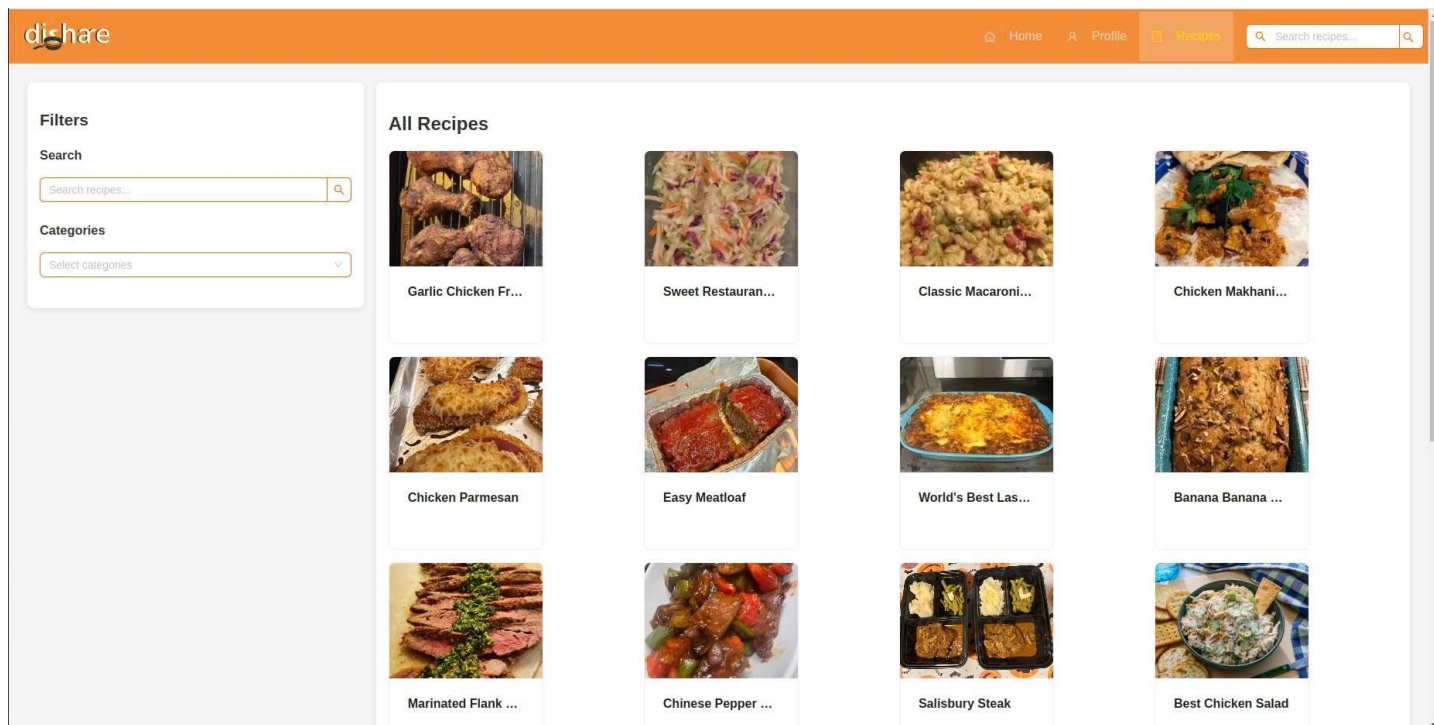 dishare
Home
Profile
Recipes
Search recipes...
Filters
Search
Search recipes...
Categories
Select categories
All Recipes
Garlic Chicken Fr...
Sweet Restauran...
Classic Macaroni...
Chicken Makhani...
Chicken Parmesan
Easy Meatloaf
World's Best Las...
Banana Banana ...
Marinated Flank ...
Chinese Pepper ...
Salisbury Steak
Best Chicken Salad